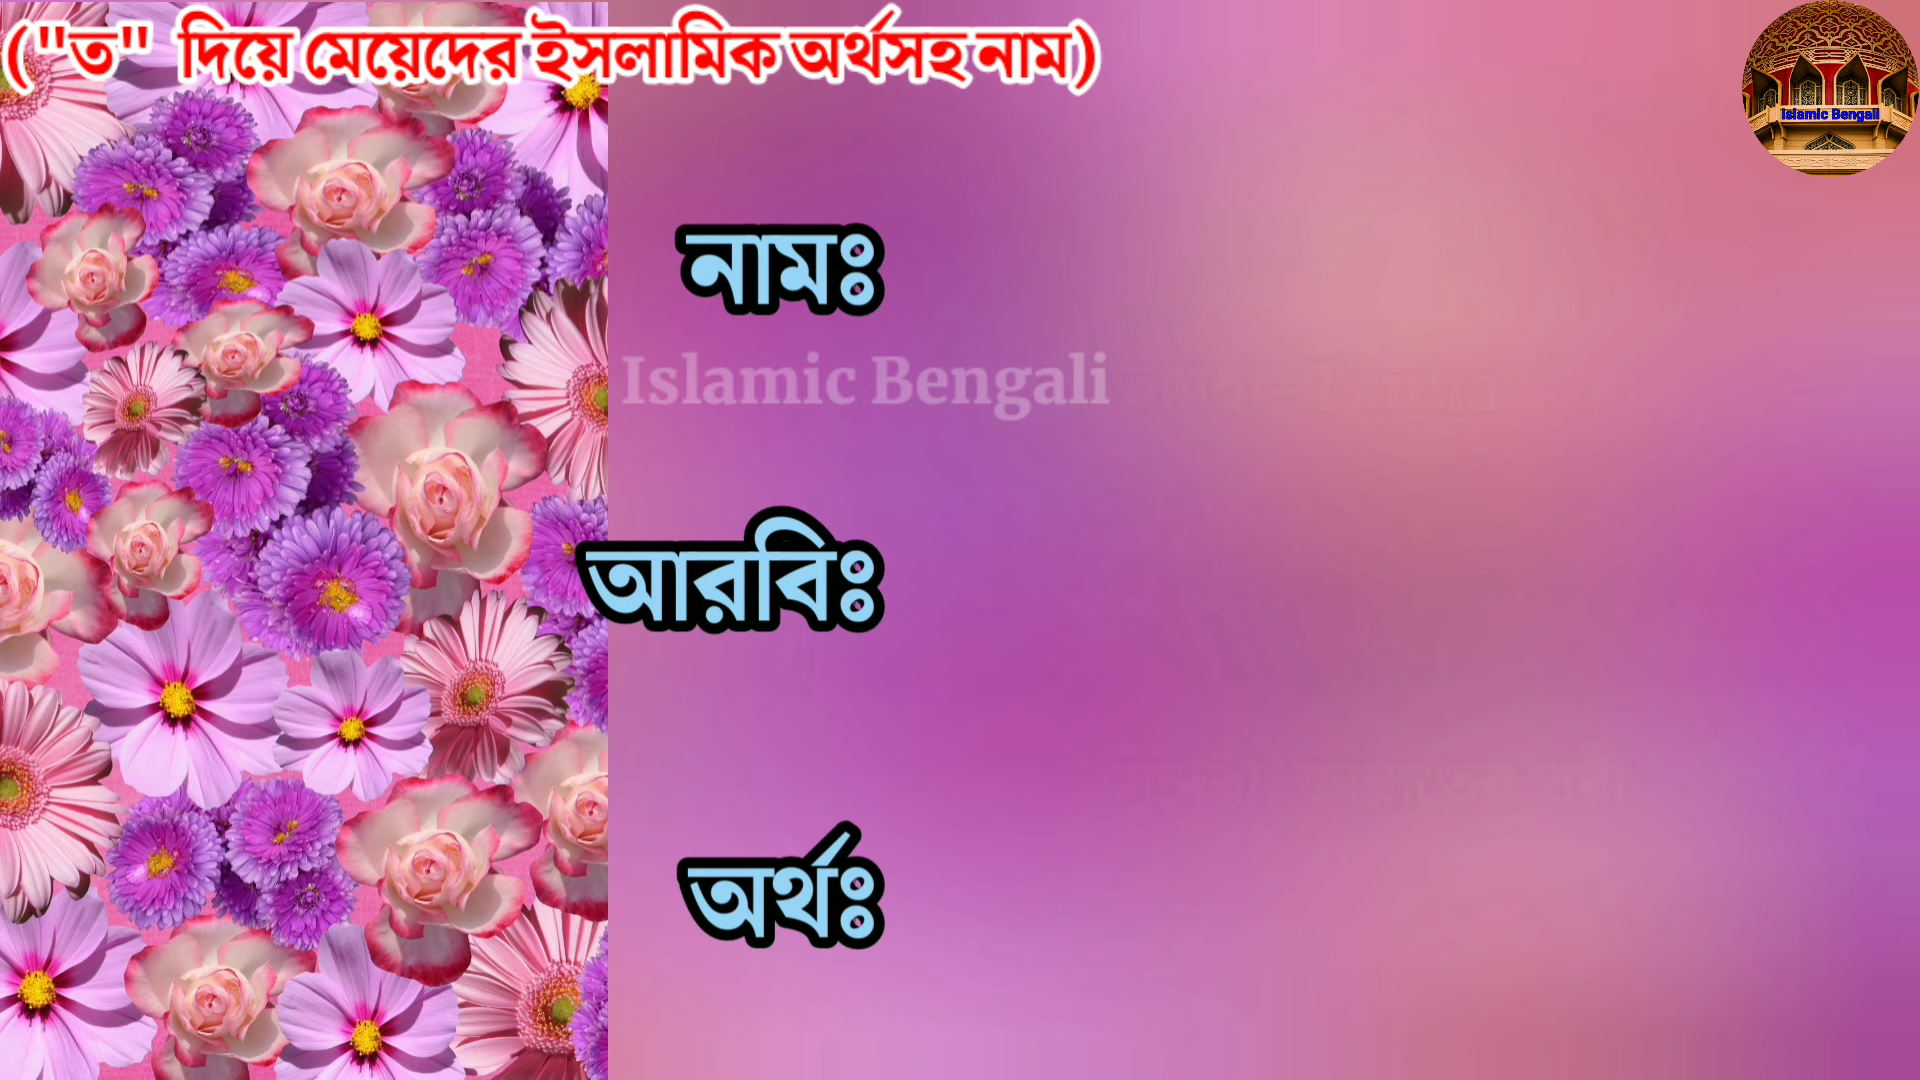 ("ত" দিয়ে মেয়েদের ইসলামিক অর্থসহ নাম)
Islamic Bengali
নামঃ
Islamic Bengali
আরবিঃ
অর্থঃ